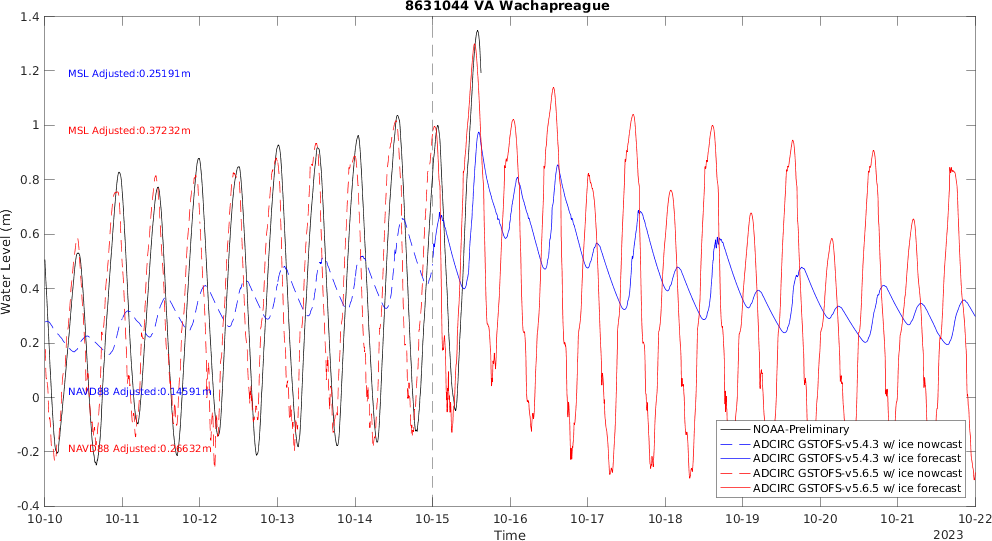 8631044 VA Wachapreague
1.4
1.2
1
0.8
0.6
0.4
0.2
0
-0.2
-0.4
Water Level (m)
MSL Adjusted:0.25191m
MSL Adjusted:0.37232m
NAVD88 Adjusted:0.14591m
NAVD88 Adjusted:0.26632m
NOAA-Preliminary
ADCIRC GSTOFS-v5.4.3 w/ ice nowcast
ADCIRC GSTOFS-v5.4.3 w/ ice forecast
ADCIRC GSTOFS-v5.6.5 w/ ice nowcast
ADCIRC GSTOFS-v5.6.5 w/ ice forecast
10-10 10-11 10-12 10-13 10-14 10-15 10-16 10-17 10-18 10-19 10-20 10-21 10-22
Time
2023